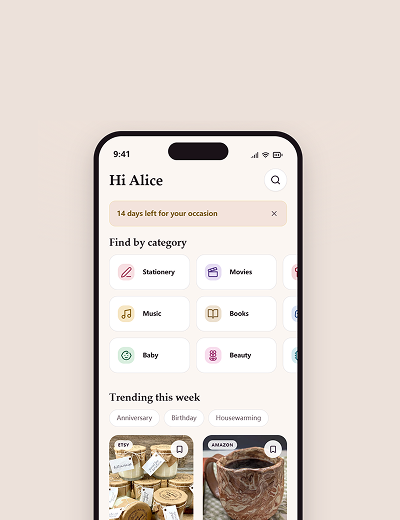 9:41
Hi Alice
14 days left for your occasion
Find by category
Stationery
Movies
Music
Books
Baby
Beauty
Trending this week
Anniversary
Birthday
Housewarming
ETSY
AMAZON